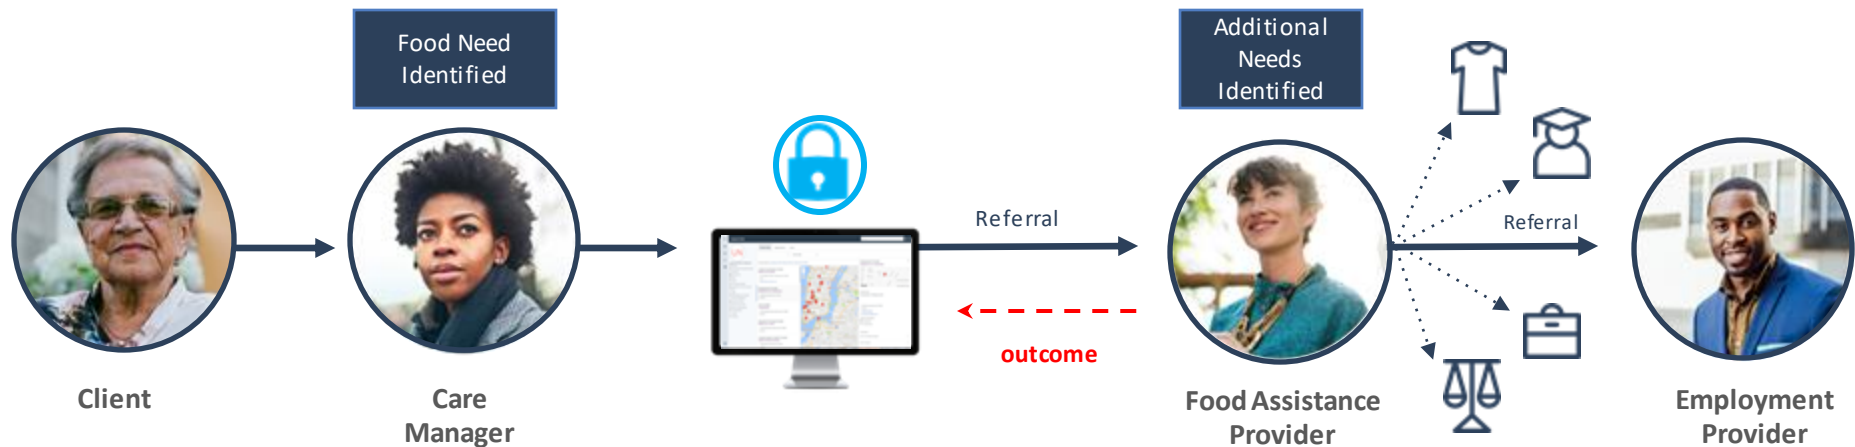 Food Need
Identified
Additional
Needs
Identified
Referral
Referral
outcome
Client
Care
Manager
Food Assistance
Provider
Employment
Provider